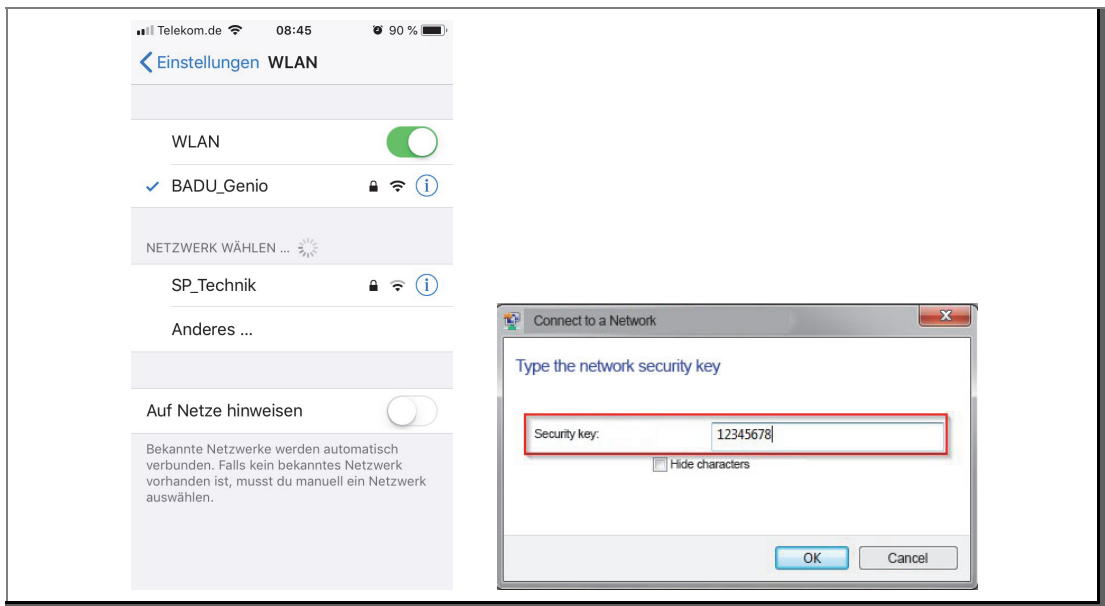 Telekom.de 08:45 90 %
Einstellungen WLAN
WLAN
BADU_Genio
NETZWERK WÄHLEN ...
SP_Technik
Anderes ...
Auf Netze hinweisen
Bekannte Netzwerke werden automatisch
verbunden. Falls kein bekanntes Netzwerk
vorhanden ist, musst du manuell ein Netzwerk
auswählen.
Connect to a Network
Type the network security key
Security key: 12345678
Hide characters
OK Cancel